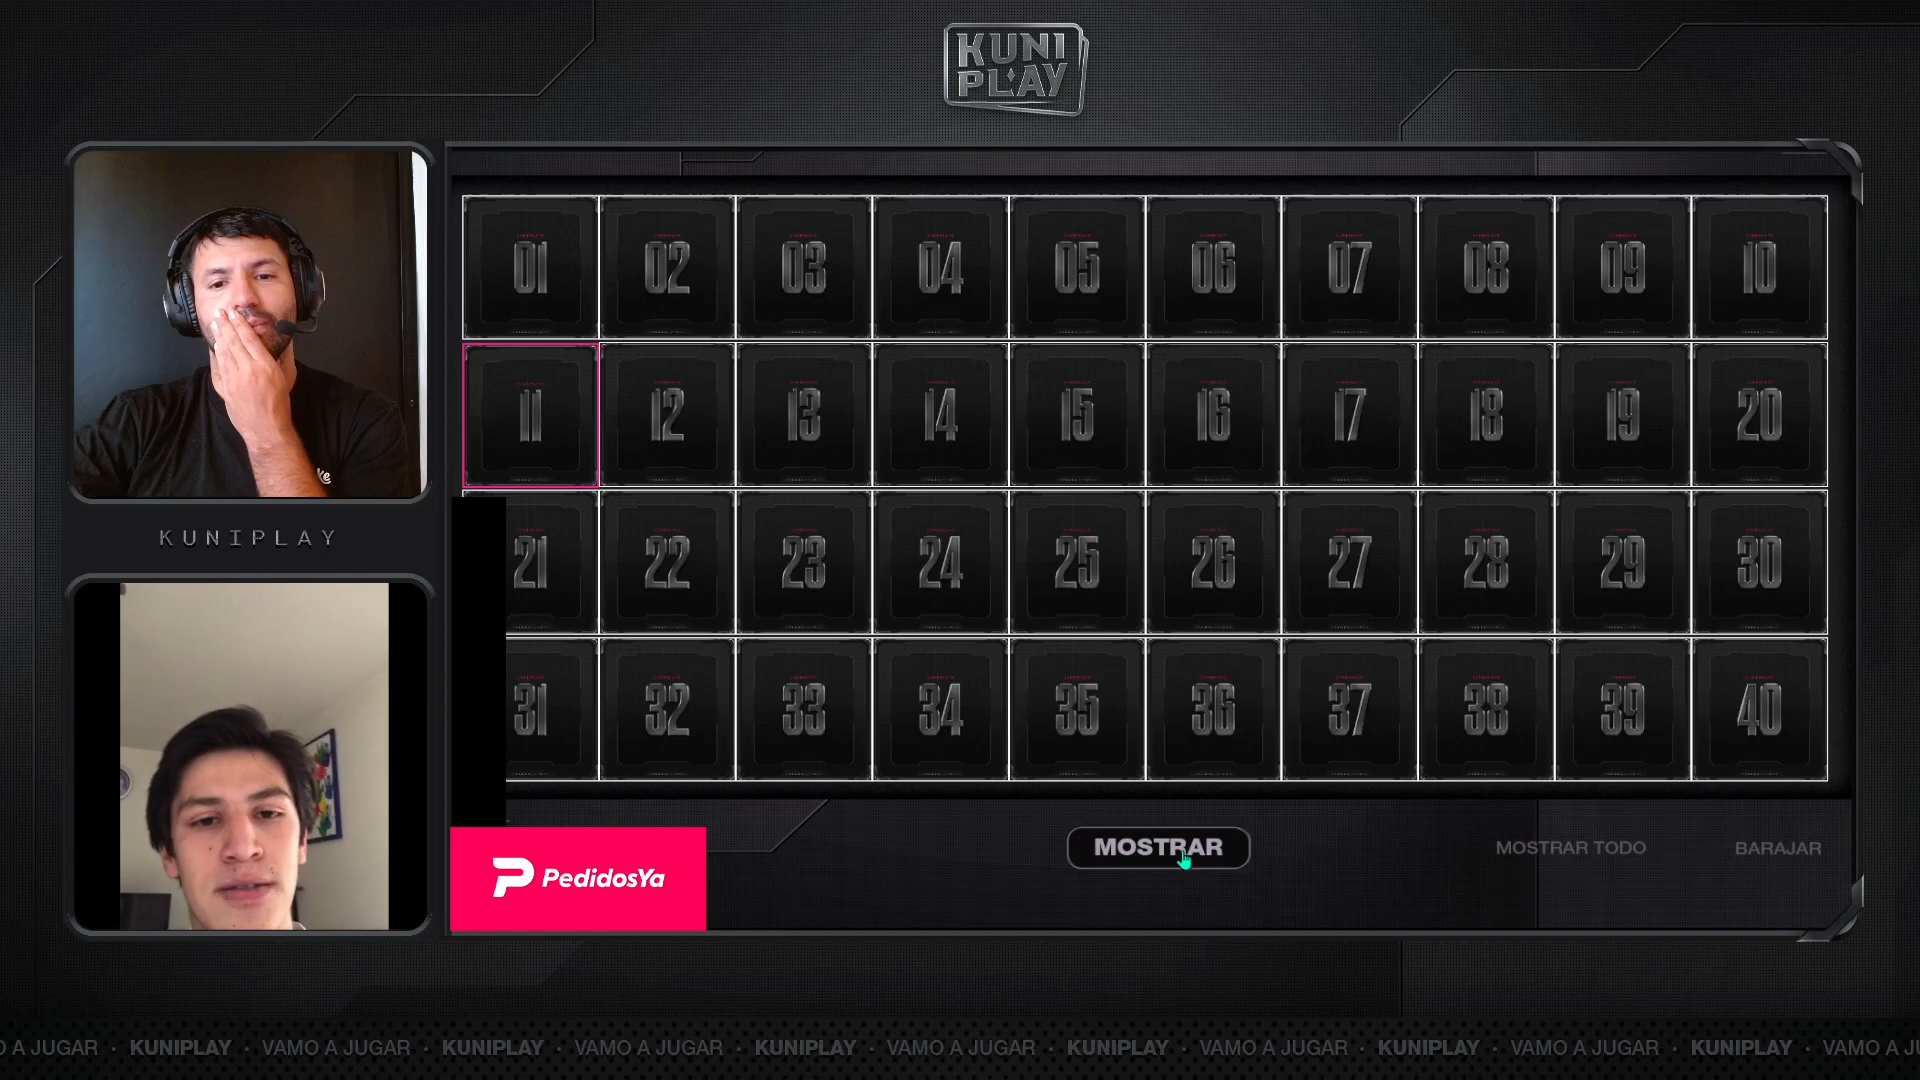 KUNI
PLAY
01 02 03 04 05 06 07 08 09 10
11 12 13 14 15 16 17 18 19 20
KUNIPLAY
21 22 23 24 25 26 27 28 29 30
31 32 33 34 35 36 37 38 39 40
MOSTRAR
MOSTRAR TODO
BARAJAR
PedidosYa
O A JUGAR · KUNIPLAY · VAMO A JUGAR · KUNIPLAY · VAMO A JUGAR · KUNIPLAY · VAMO A JUGAR · KUNIPLAY · VAMO A JUGAR · KUNIPLAY · VAMO A JUGAR · KUNIPLAY · VAMO A JU